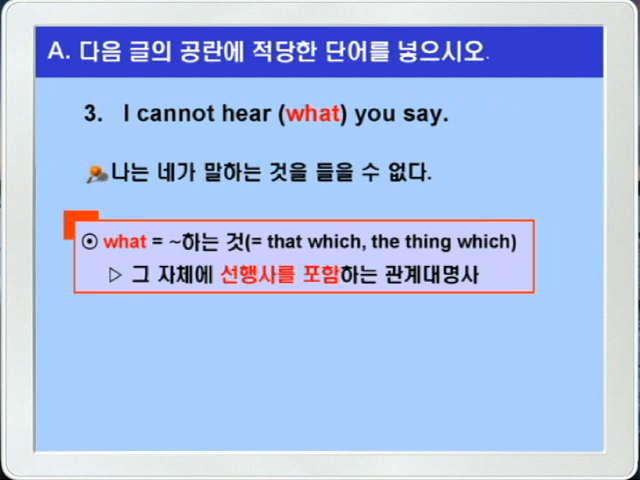 A. 다음 글의 공란에 적당한 단어를 넣으시오.
3. I cannot hear (what) you say.
나는 네가 말하는 것을 들을 수 없다.
⊙ what = ~하는 것(= that which, the thing which)
▷ 그 자체에 선행사를 포함하는 관계대명사